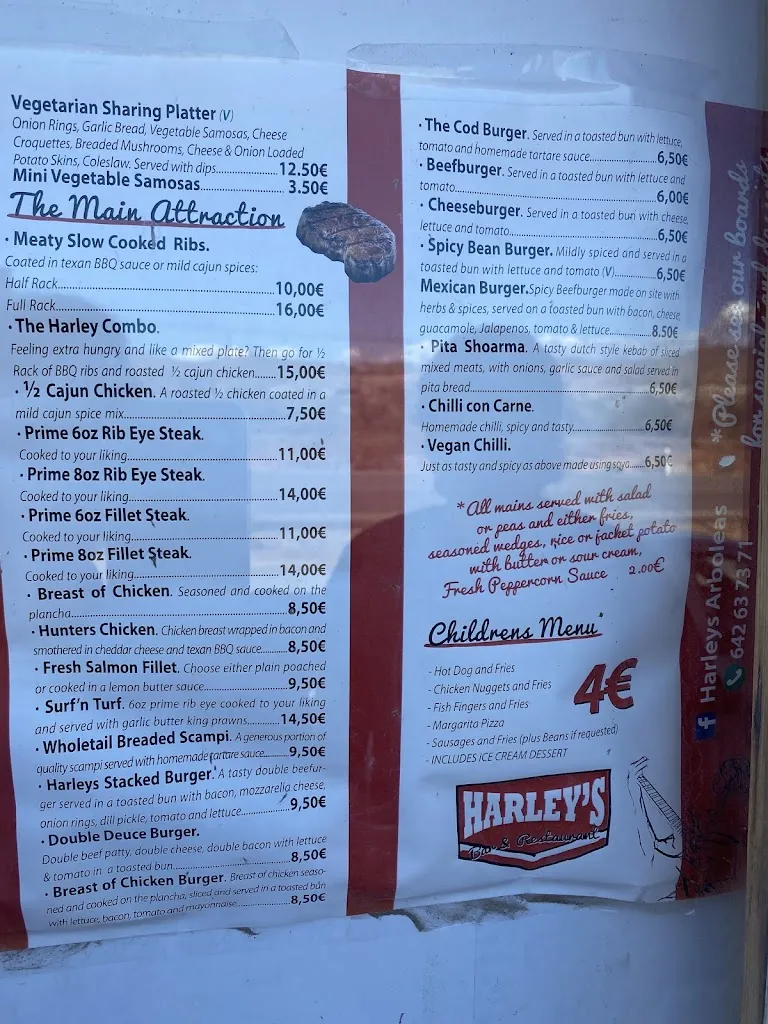 Vegetarian Sharing Platter (V)
Onion Rings, Garlic Bread, Vegetable Samosas, Cheese
Croquettes, Breaded Mushrooms, Cheese & Onion Loaded
Potato Skins, Coleslaw. Served with dips..................12.50€
Mini Vegetable Samosas..........................3.50€
The Main Attraction
· Meaty Slow Cooked Ribs.
Coated in texan BBQ sauce or mild cajun spices:
Half Rack..............................................................10,00€
Full Rack...............................................................16,00€
· The Harley Combo.
Feeling extra hungry and like a mixed plate? Then go for ½
Rack of BBQ ribs and roasted ½ cajun chicken.......15,00€
· ½ Cajun Chicken. A roasted ½ chicken coated in a
mild cajun spice mix...............................................7,50€
· Prime 6oz Rib Eye Steak.
Cooked to your liking...........................................11,00€
· Prime 8oz Rib Eye Steak.
Cooked to your liking...........................................14,00€
· Prime 6oz Fillet Steak.
Cooked to your liking...........................................11,00€
· Prime 8oz Fillet Steak.
Cooked to your liking...........................................14,00€
· Breast of Chicken. Seasoned and cooked on the
plancha................................................................8,50€
· Hunters Chicken. Chicken breast wrapped in bacon and
smothered in cheddar cheese and texan BBQ sauce..........8,50€
· Fresh Salmon Fillet. Choose either plain poached
or cooked in a lemon butter sauce..........................9,50€
· Surf'n Turf. 6oz prime rib eye cooked to your liking
and served with garlic butter king prawns..............14,50€
· Wholetail Breaded Scampi. A generous portion of
quality scampi served with homemade tartare sauce.......9,50€
· Harleys Stacked Burger. A tasty double beefur-
ger served in a toasted bun with bacon, mozzarella cheese,
onion rings, dill pickle, tomato and lettuce..............9,50€
· Double Deuce Burger.
Double beef patty, double cheese, double bacon with lettuce
& tomato in a toasted bun....................................8,50€
· Breast of Chicken Burger. Breast of chicken seaso-
ned and cooked on the plancha, sliced and served in a toasted bun
with lettuce, bacon, tomato and mayonnaise................8,50€
· The Cod Burger. Served in a toasted bun with lettuce,
tomato and homemade tartare sauce...................6,50€
· Beefburger. Served in a toasted bun with lettuce and
tomato.........................................................6,00€
· Cheeseburger. Served in a toasted bun with cheese,
lettuce and tomato..........................................6,50€
· Spicy Bean Burger. Mildly spiced and served in a
toasted bun with lettuce and tomato (V)..............6,50€
Mexican Burger.Spicy Beefburger made on site with
herbs & spices, served on a toasted bun with bacon, cheese,
guacamole, Jalapenos, tomato & lettuce............8,50€
· Pita Shoarma. A tasty dutch style kebab of sliced
mixed meats, with onions, garlic sauce and salad served in
pita bread.....................................................6,50€
· Chilli con Carne.
Homemade chilli, spicy and tasty.......................6,50€
· Vegan Chilli.
Just as tasty and spicy as above made using soya......6,50€
*All mains served with salad
or peas and either fries,
seasoned wedges, rice or jacket potato
with butter or sour cream,
Fresh Peppercorn Sauce 2.00€
Childrens Menu*
- Hot Dog and Fries
- Chicken Nuggets and Fries
- Fish Fingers and Fries
- Margarita Pizza
- Sausages and Fries (plus Beans if requested)
- INCLUDES ICE CREAM DESSERT
4€
HARLEY'S
Bar & Restaurant
f Harleys Arboleas
642 63 73 71
*Please see our boards
for specials and desserts